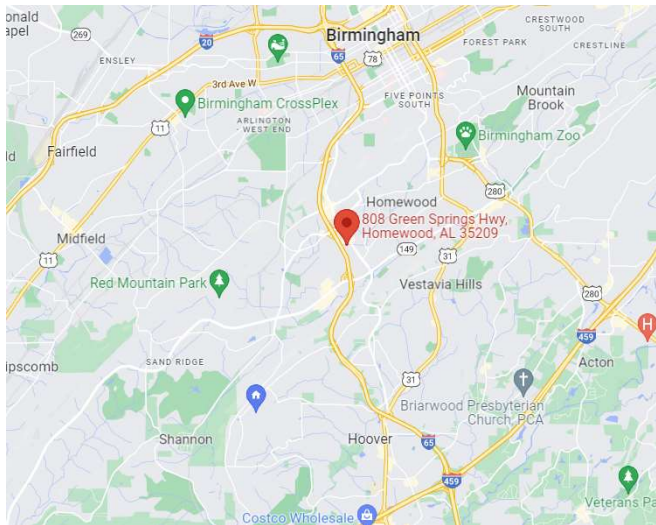 onald
apel
269
ENSLEY
20
Birmingham
65
78
CRESTWOOD
SOUTH
FOREST PARK
CRESTLINE
3rd Ave W
Birmingham CrossPlex
ARLINGTON
- WEST END
FIVE POINTS
SOUTH
Mountain
Brook
11
Fairfield
Birmingham Zoo
280
Homewood
808 Green Springs Hwy,
Homewood, AL 35209
Midfield
11
149
31
Red Mountain Park
Vestavia Hills
280
459
H
ipscomb
SAND RIDGE
Acton
31
Briarwood Presbyterian
Church, PCA
Shannon
Hoover
65
459
Costco Wholesale
Veterans Pa